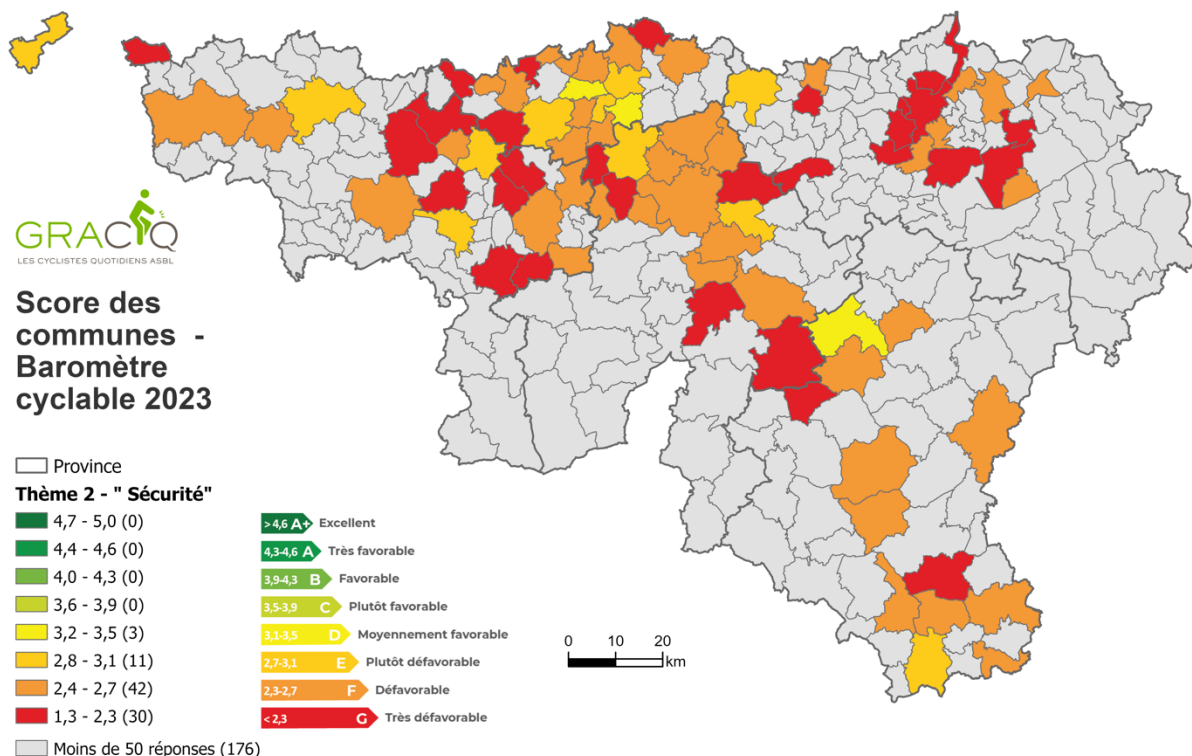 GRACQ
LES CYCLISTES QUOTIDIENS ASBL
Score des
communes -
Baromètre
cyclable 2023
Province
Thème 2 - " Sécurité"
4,7 - 5,0 (0)
4,4 - 4,6 (0)
4,0 - 4,3 (0)
3,6 - 3,9 (0)
3,2 - 3,5 (3)
2,8 - 3,1 (11)
2,4 - 2,7 (42)
1,3 - 2,3 (30)
Moins de 50 réponses (176)
> 4,6 A+ Excellent
4,3-4,6 A Très favorable
3,9-4,3 B Favorable
3,5-3,9 C Plutôt favorable
3,1-3,5 D Moyennement favorable
2,7-3,1 E Plutôt défavorable
2,3-2,7 F Défavorable
< 2,3 G Très défavorable
0 10 20
km